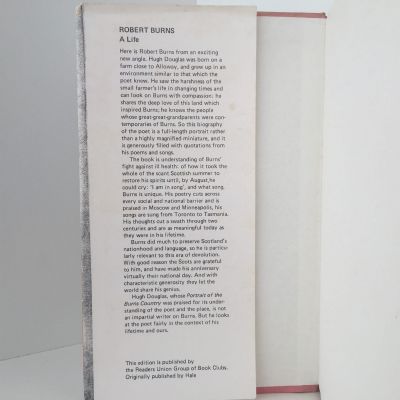 ROBERT BURNS
A Life
Here is Robert Burns from an exciting
new angle. Hugh Douglas was born on a
farm close to Alloway, and grew up in an
environment similar to that which the
poet knew. He saw the harshness of the
small farmer's life in changing times and
can look on Burns with compassion: he
shares the deep love of this land which
inspired Burns; he knows the people
whose great-great-grandparents were con-
temporaries of Burns. So this biography
of the poet is a full-length portrait rather
than a highly magnified miniature, and it
is generously filled with quotations from
his poems and songs.
The book is understanding of Burns'
fight against ill health: of how it took the
whole of the scant Scottish summer to
restore his spirits until, by August, he
could cry: 'I am in song', and what song.
Burns is unique. His poetry cuts across
every social and national barrier and is
praised in Moscow and Minneapolis, his
songs are sung from Toronto to Tasmania.
His thoughts cut a swath through two
centuries and are as meaningful today as
they were in his lifetime.
Burns did much to preserve Scotland's
nationhood and language, so he is particu-
larly relevant to this era of devolution.
With good reason the Scots are grateful
to him, and have made his anniversary
virtually their national day. And with
characteristic generosity they let the
world share his genius.
Hugh Douglas, whose Portrait of the
Burns Country was praised for its under-
standing of the poet and the place, is not
an impartial writer on Burns. But he looks
at the poet fairly in the context of his
lifetime and ours.
This edition is published by
the Readers Union Group of Book Clubs.
Originally published by Hale